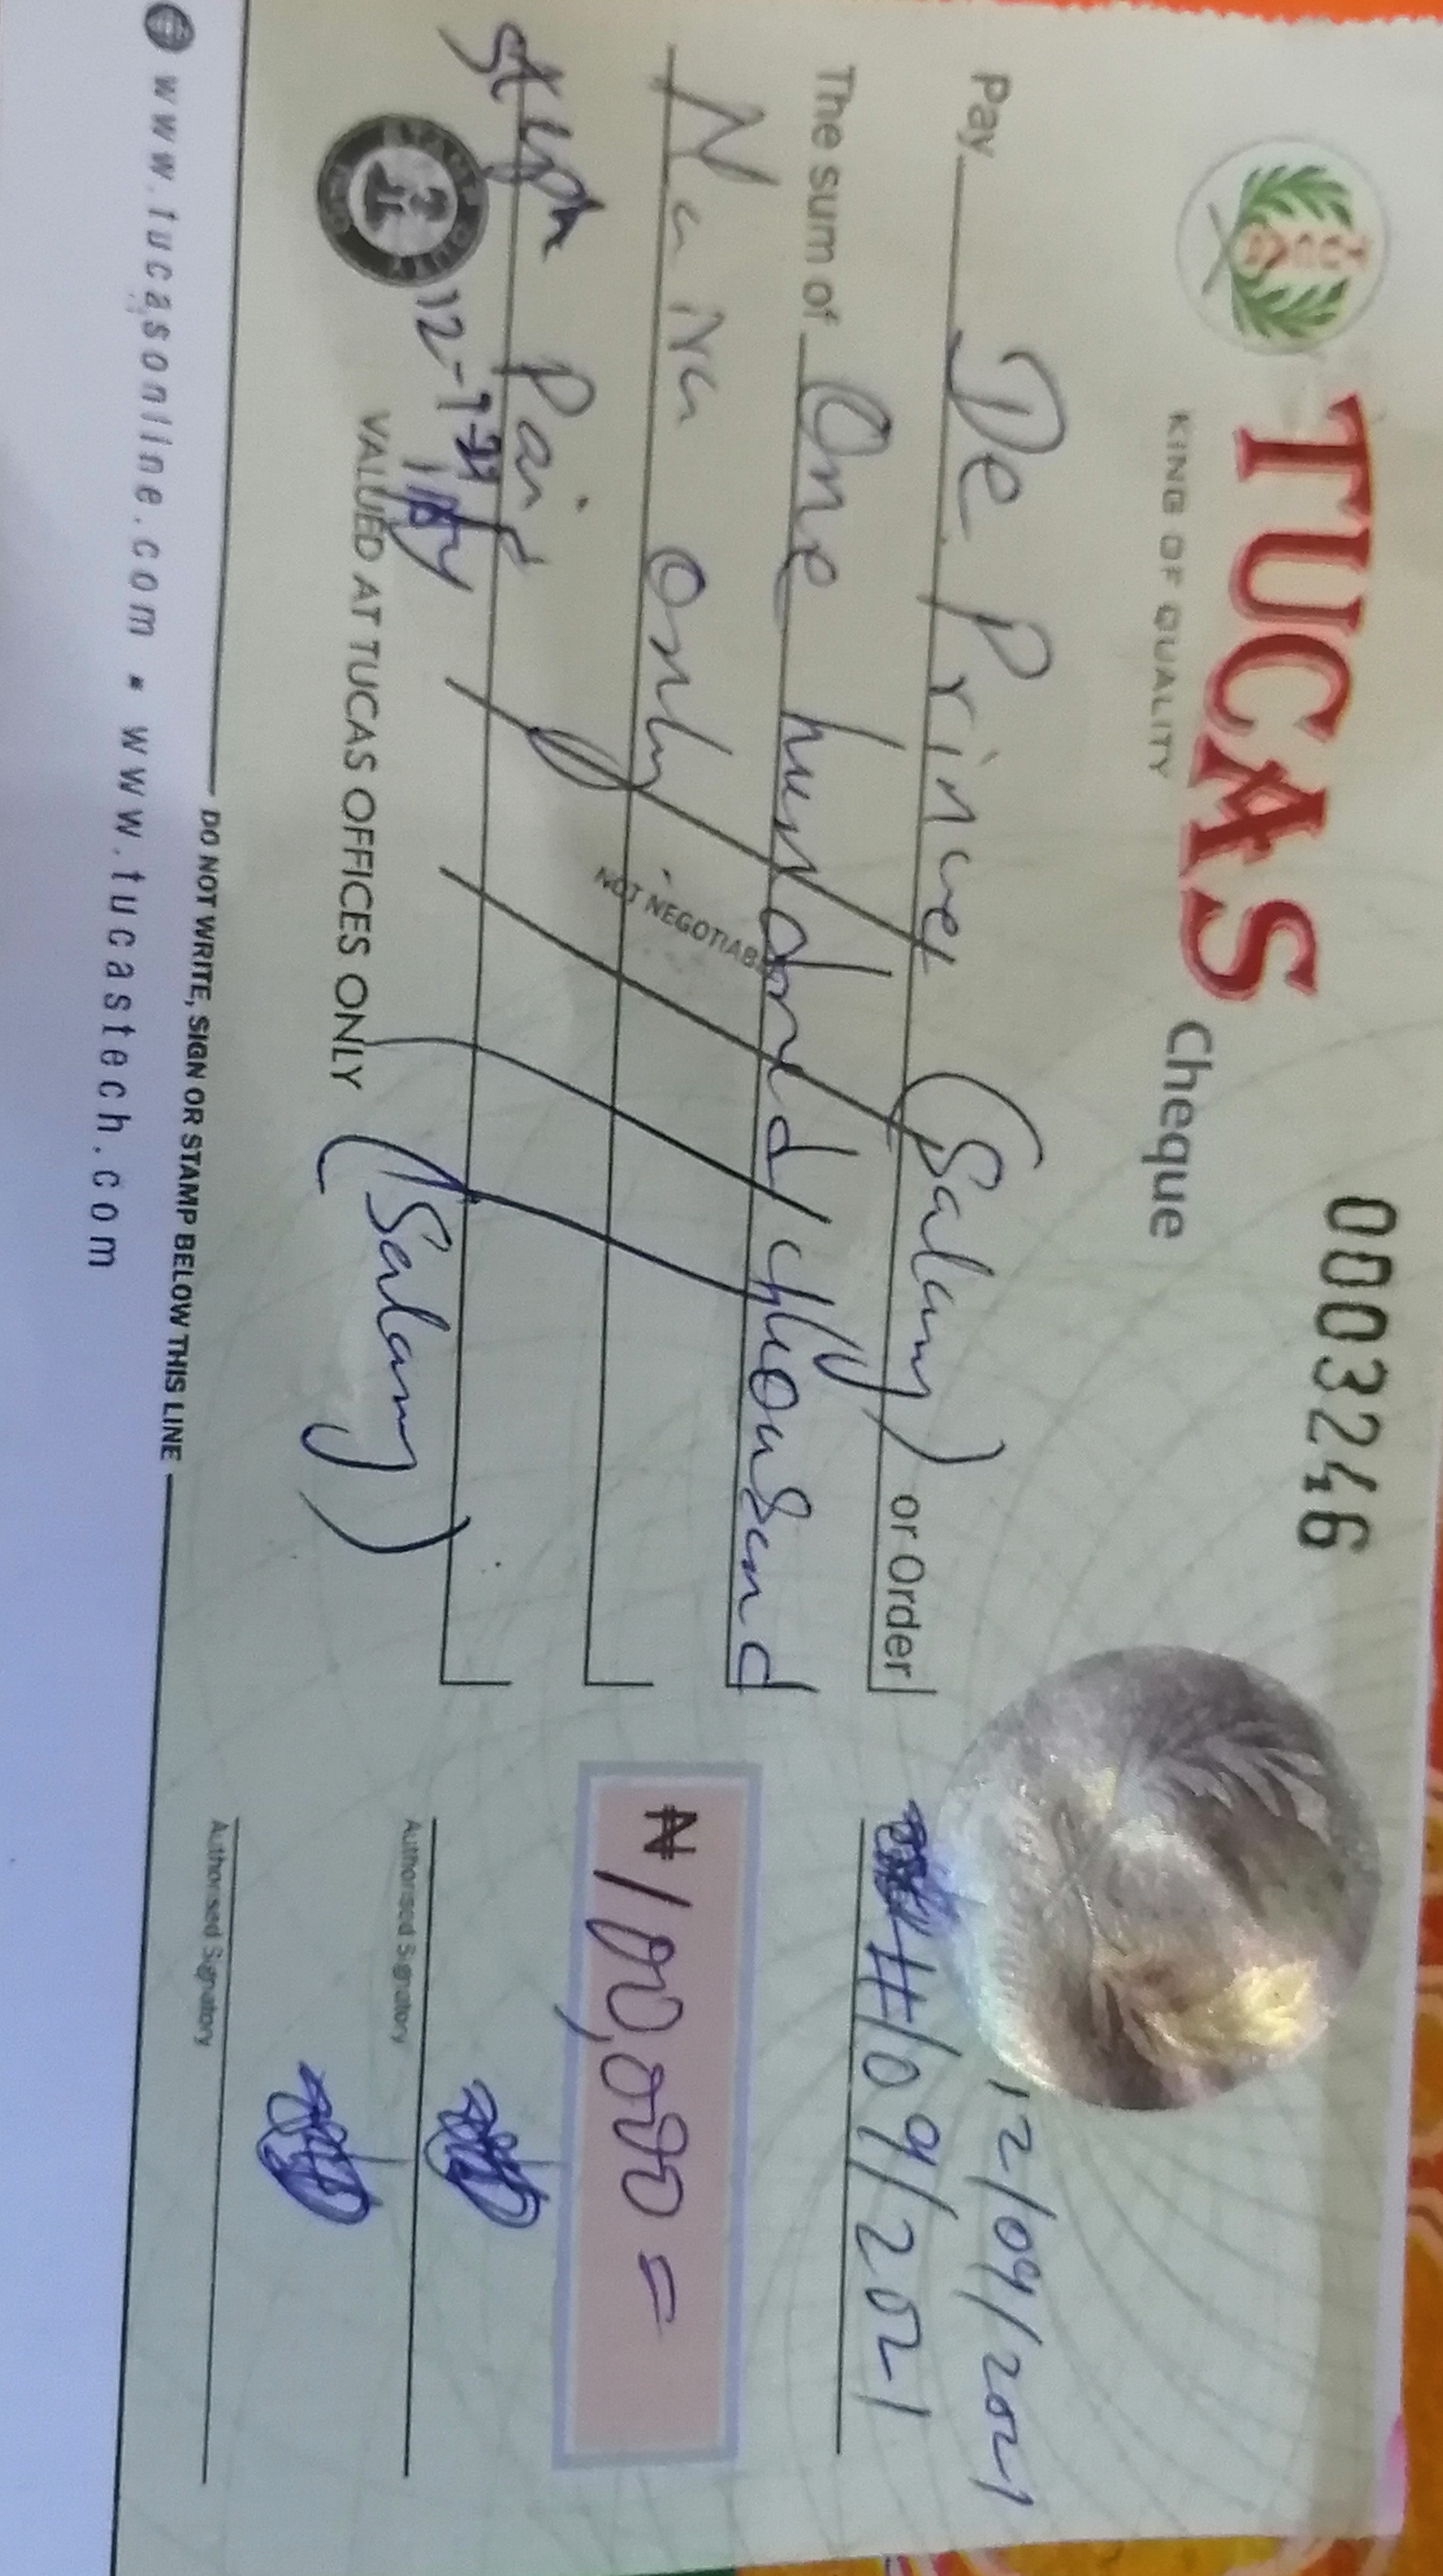 0003246
TUCAS Cheque
KING OF QUALITY
12/09/2021
Pay De Prince (Salary) or Order
/09/2021
The sum of One hundred thousand
Naira only
₦100,000=
NOT NEGOTIABLE
Paid
12-9-21
VALUED AT TUCAS OFFICES ONLY
(Salary)
Authorised Signatory
Authorised Signatory
DO NOT WRITE, SIGN OR STAMP BELOW THIS LINE
www.tucasonline.com ▪ www.tucastech.com